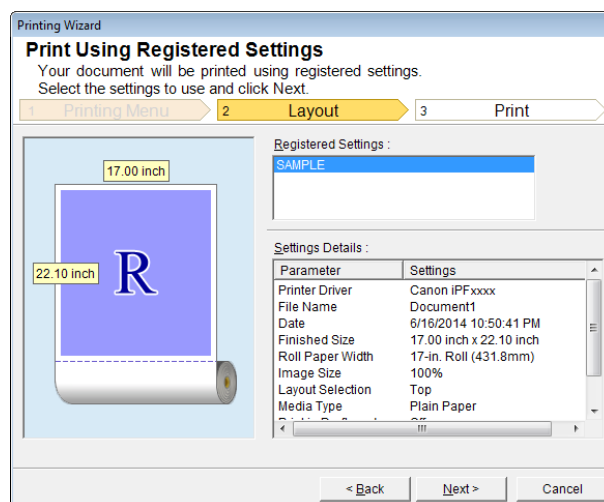 Printing Wizard
Print Using Registered Settings
Your document will be printed using registered settings.
Select the settings to use and click Next.
1 Printing Menu 2 Layout 3 Print
17.00 inch
22.10 inch
R
Registered Settings :
SAMPLE
Settings Details :
Parameter Settings
Printer Driver Canon iPFxxxx
File Name Document1
Date 6/16/2014 10:50:41 PM
Finished Size 17.00 inch x 22.10 inch
Roll Paper Width 17-in. Roll (431.8mm)
Image Size 100%
Layout Selection Top
Media Type Plain Paper
< Back Next > Cancel